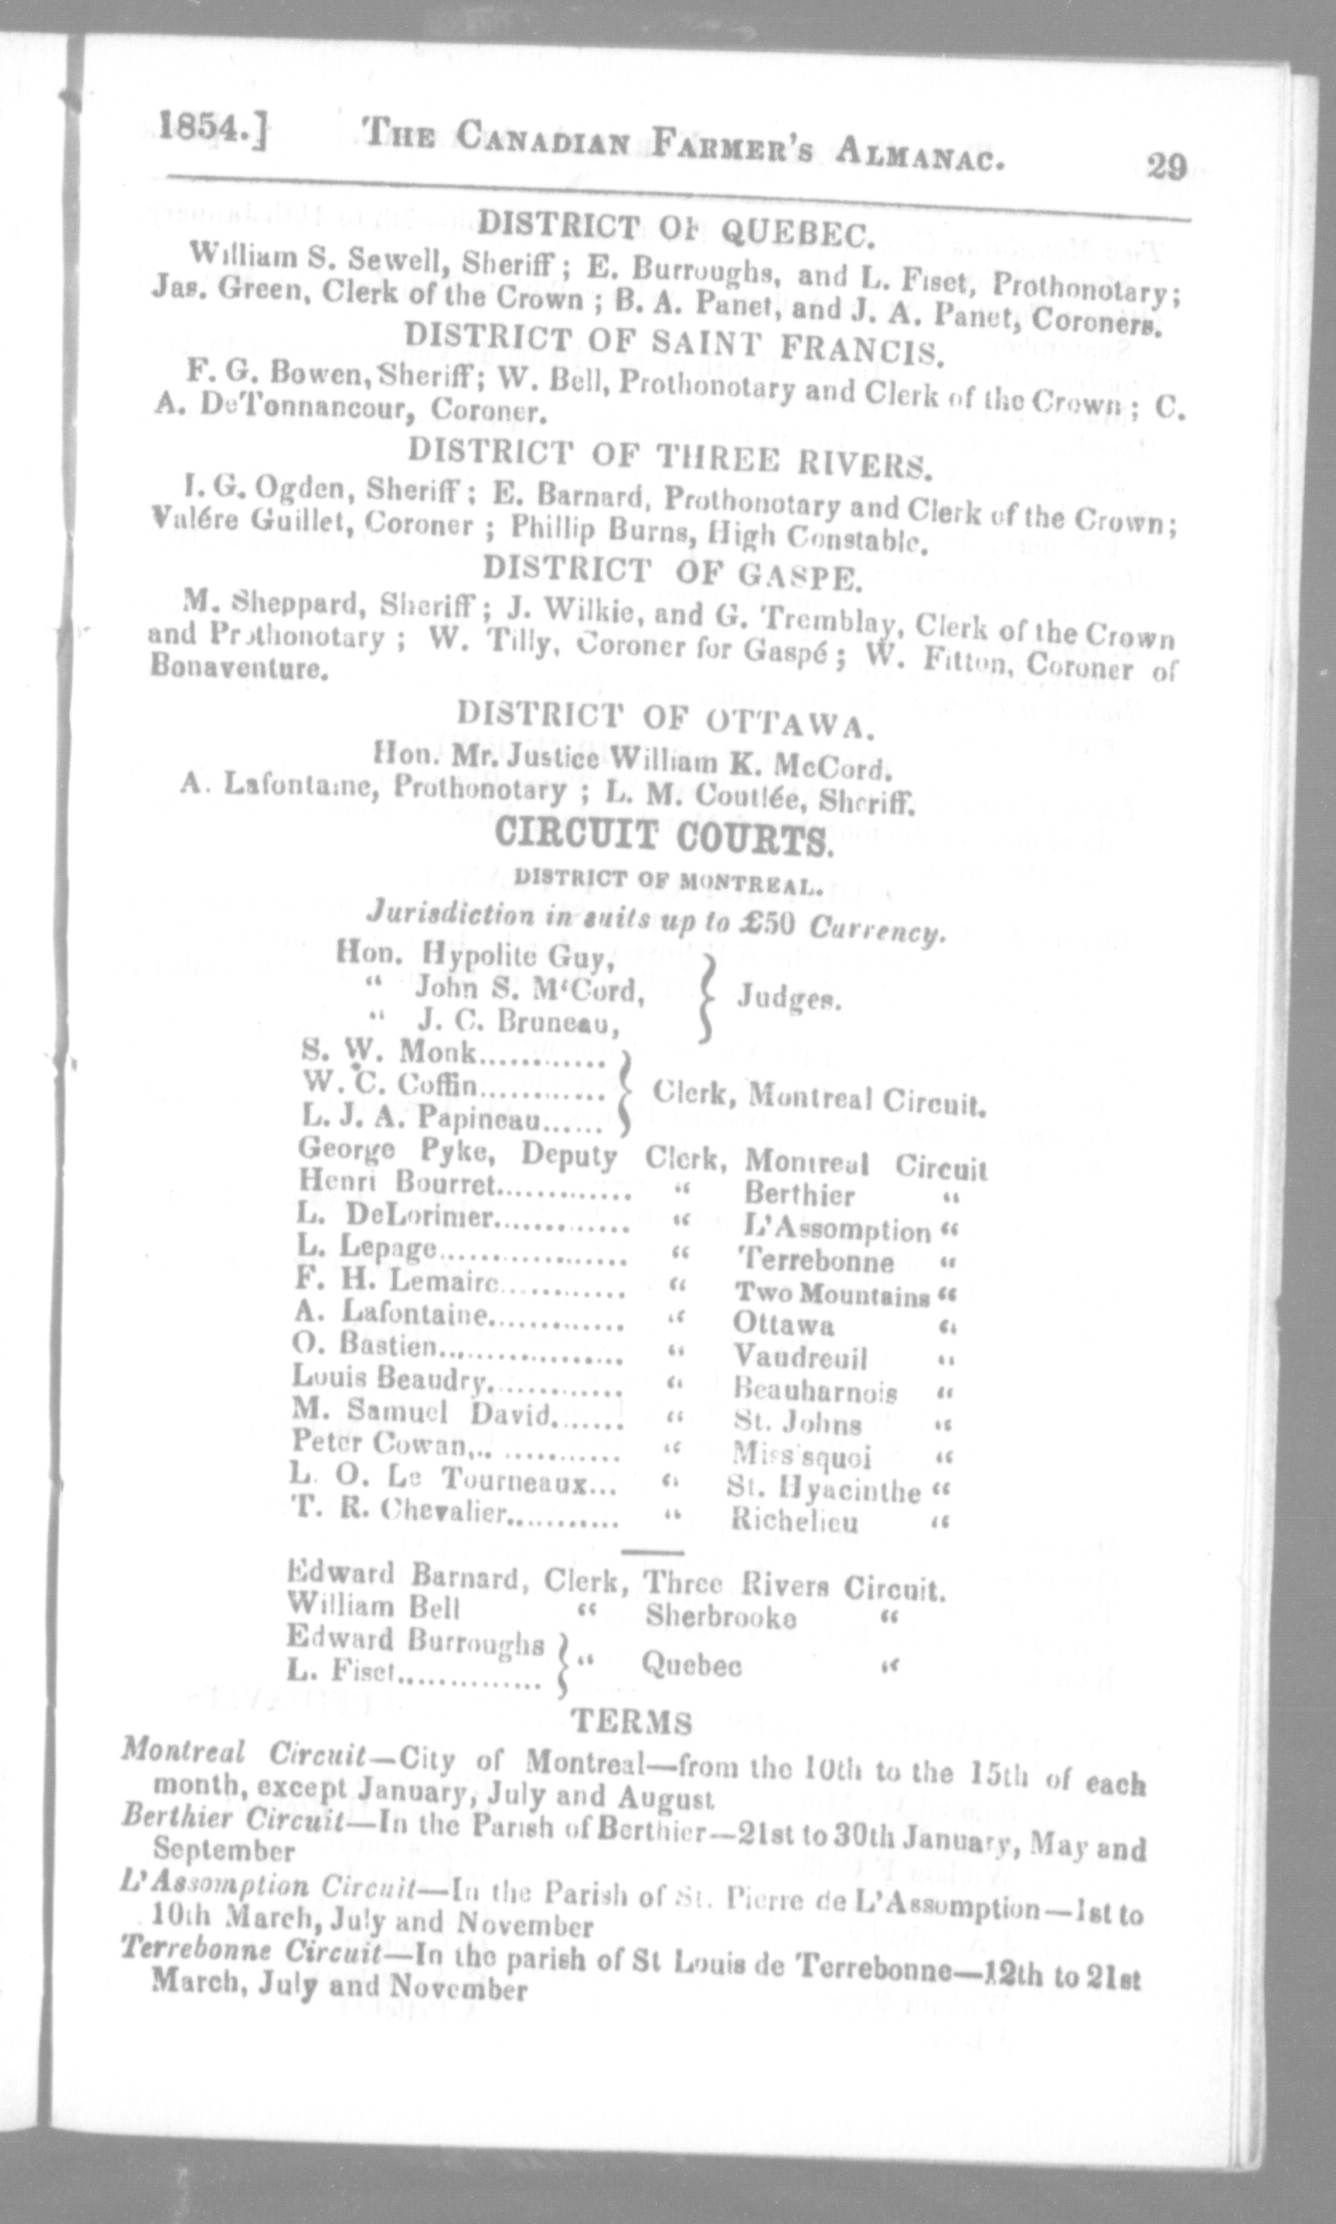 1854.] THE CANADIAN FARMER'S ALMANAC. 29
DISTRICT OF QUEBEC.
William S. Sewell, Sheriff; E. Burroughs, and L. Fiset, Prothonotary;
Jas. Green, Clerk of the Crown; B. A. Panet, and J. A. Panet, Coroners.
DISTRICT OF SAINT FRANCIS.
F. G. Bowen, Sheriff; W. Bell, Prothonotary and Clerk of the Crown; C.
A. DeTonnancour, Coroner.
DISTRICT OF THREE RIVERS.
I. G. Ogden, Sheriff; E. Barnard, Prothonotary and Clerk of the Crown;
Valére Guillet, Coroner; Phillip Burns, High Constable.
DISTRICT OF GASPE.
M. Sheppard, Sheriff; J. Wilkie, and G. Tremblay, Clerk of the Crown
and Prothonotary; W. Tilly, Coroner for Gaspé; W. Fitton, Coroner of
Bonaventure.
DISTRICT OF OTTAWA.
Hon. Mr. Justice William K. McCord.
A. Lafontaine, Prothonotary; L. M. Coutlée, Sheriff.
CIRCUIT COURTS.
DISTRICT OF MONTREAL.
Jurisdiction in suits up to £50 Currency.
Hon. Hypolite Guy,
" John S. M'Cord, } Judges.
" J. C. Bruneau,
S. W. Monk............
W. C. Coffin............ } Clerk, Montreal Circuit.
L. J. A. Papineau......
George Pyke, Deputy Clerk, Montreal Circuit
Henri Bourret............. " Berthier "
L. DeLorimer............. " L'Assomption "
L. Lepage.................. " Terrebonne "
F. H. Lemaire............ " Two Mountains "
A. Lafontaine............. " Ottawa "
O. Bastien.................. " Vaudreuil "
Louis Beaudry............. " Beauharnois "
M. Samuel David....... " St. Johns "
Peter Cowan,.............. " Missisquoi "
L. O. Le Tourneaux... " St. Hyacinthe "
T. R. Chevalier........... " Richelieu "
Edward Barnard, Clerk, Three Rivers Circuit.
William Bell " Sherbrooke "
Edward Burroughs } " Quebec "
L. Fiset..............
TERMS
Montreal Circuit—City of Montreal—from the 10th to the 15th of each
month, except January, July and August
Berthier Circuit—In the Parish of Berthier—21st to 30th January, May and
September
L'Assomption Circuit—In the Parish of St. Pierre de L'Assomption—1st to
10th March, July and November
Terrebonne Circuit—In the parish of St Louis de Terrebonne—12th to 21st
March, July and November